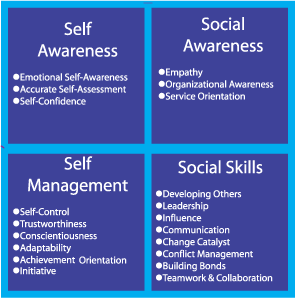 Self
Awareness
●Emotional Self-Awareness
●Accurate Self-Assessment
●Self-Confidence
Social
Awareness
●Empathy
●Organizational Awareness
●Service Orientation
Self
Management
●Self-Control
●Trustworthiness
●Conscientiousness
●Adaptability
●Achievement Orientation
●Initiative
Social Skills
●Developing Others
●Leadership
●Influence
●Communication
●Change Catalyst
●Conflict Management
●Building Bonds
●Teamwork & Collaboration